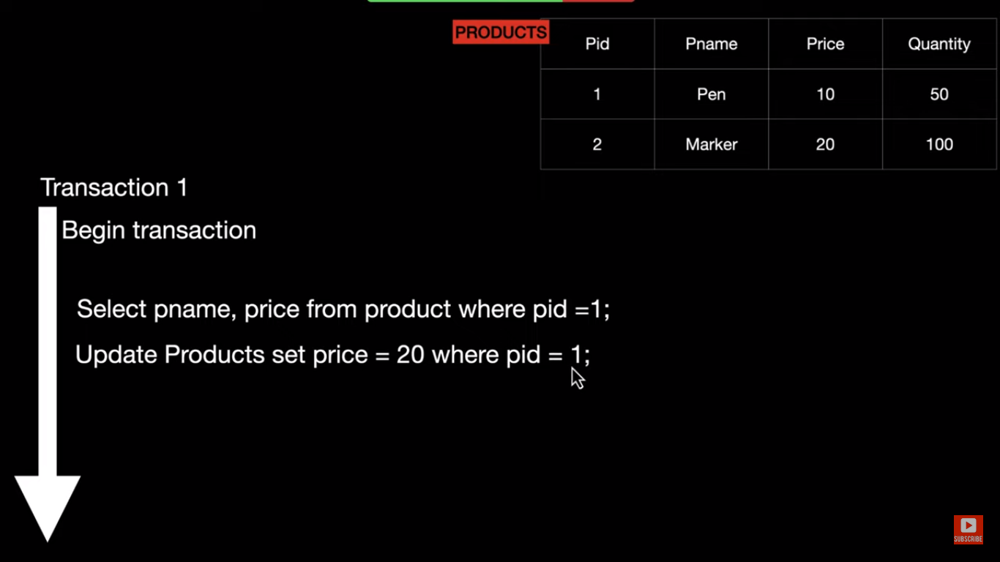 PRODUCTS
Pid Pname Price Quantity
1 Pen 10 50
2 Marker 20 100
Transaction 1
Begin transaction
Select pname, price from product where pid =1;
Update Products set price = 20 where pid = 1;
SUBSCRIBE